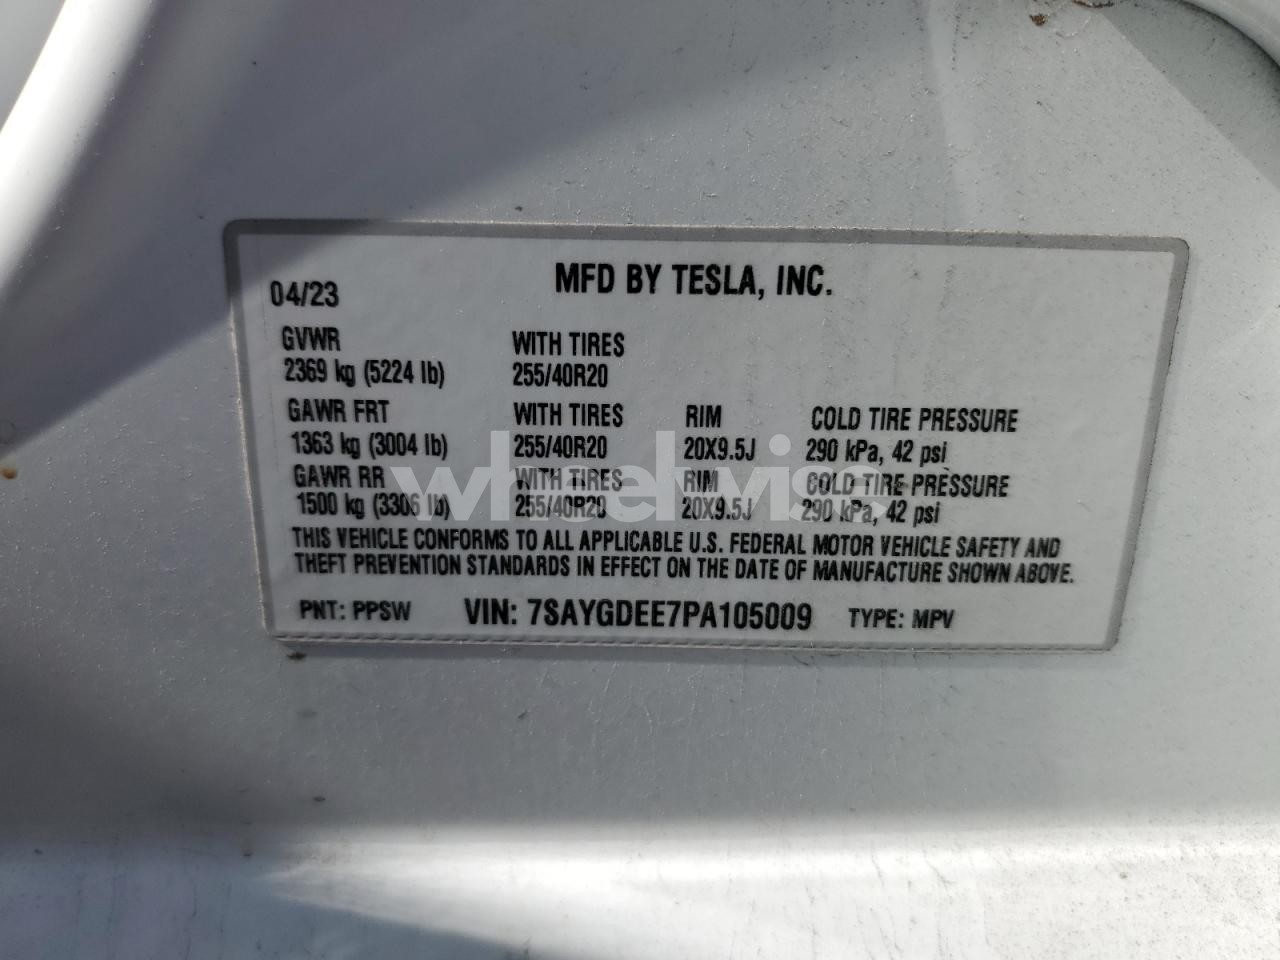 MFD BY TESLA, INC.
04/23
GVWR WITH TIRES
2369 kg (5224 lb) 255/40R20
GAWR FRT WITH TIRES RIM COLD TIRE PRESSURE
1363 kg (3004 lb) 255/40R20 20X9.5J 290 kPa, 42 psi
GAWR RR WITH TIRES RIM COLD TIRE PRESSURE
1500 kg (3306 lb) 255/40R20 20X9.5J 290 kPa, 42 psi
wheelwise
THIS VEHICLE CONFORMS TO ALL APPLICABLE U.S. FEDERAL MOTOR VEHICLE SAFETY AND
THEFT PREVENTION STANDARDS IN EFFECT ON THE DATE OF MANUFACTURE SHOWN ABOVE.
PNT: PPSW VIN: 7SAYGDEE7PA105009 TYPE: MPV